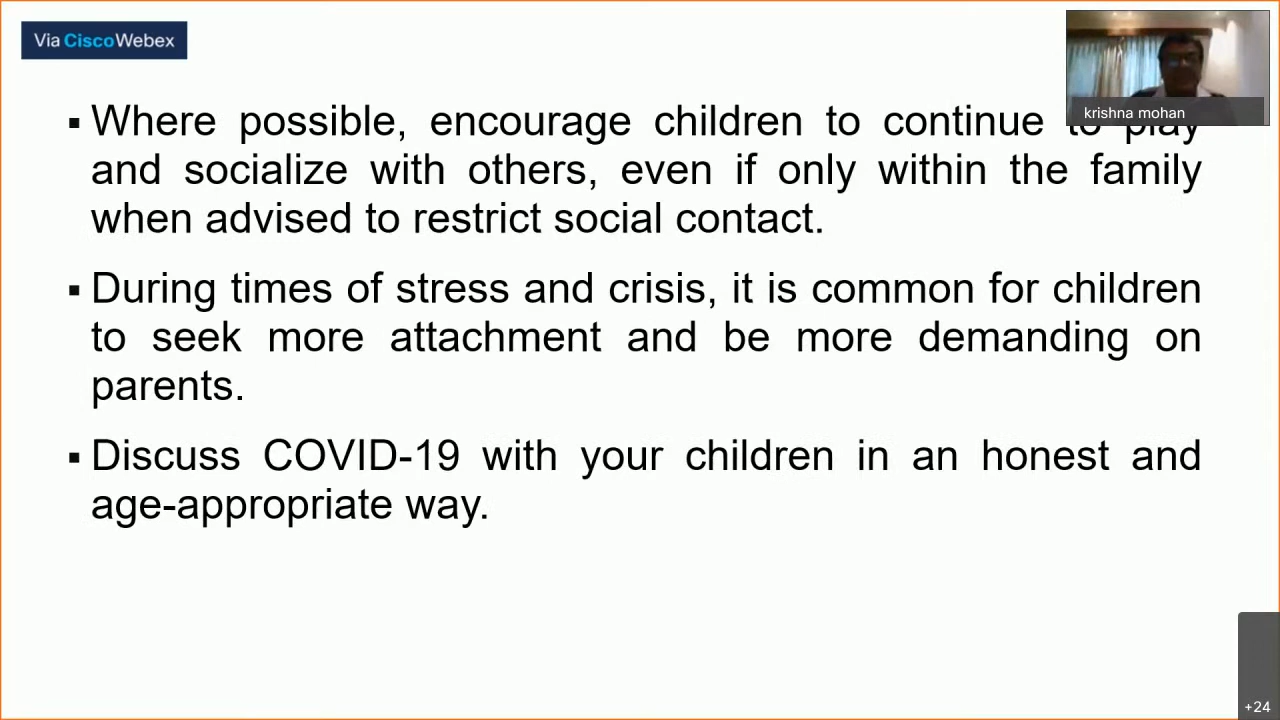 Via Cisco Webex
krishna mohan
▪ Where possible, encourage children to continue to play
and socialize with others, even if only within the family
when advised to restrict social contact.
▪ During times of stress and crisis, it is common for children
to seek more attachment and be more demanding on
parents.
▪ Discuss COVID-19 with your children in an honest and
age-appropriate way.
+24